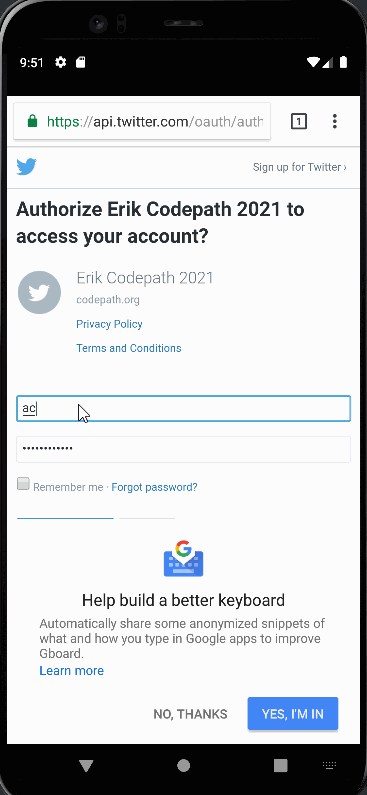 9:51
https://api.twitter.com/oauth/auth
1
Sign up for Twitter ›
Authorize Erik Codepath 2021 to
access your account?
Erik Codepath 2021
codepath.org
Privacy Policy
Terms and Conditions
ac
••••••••••••
Remember me · Forgot password?
G
Help build a better keyboard
Automatically share some anonymized snippets of
what and how you type in Google apps to improve
Gboard.
Learn more
NO, THANKS
YES, I'M IN